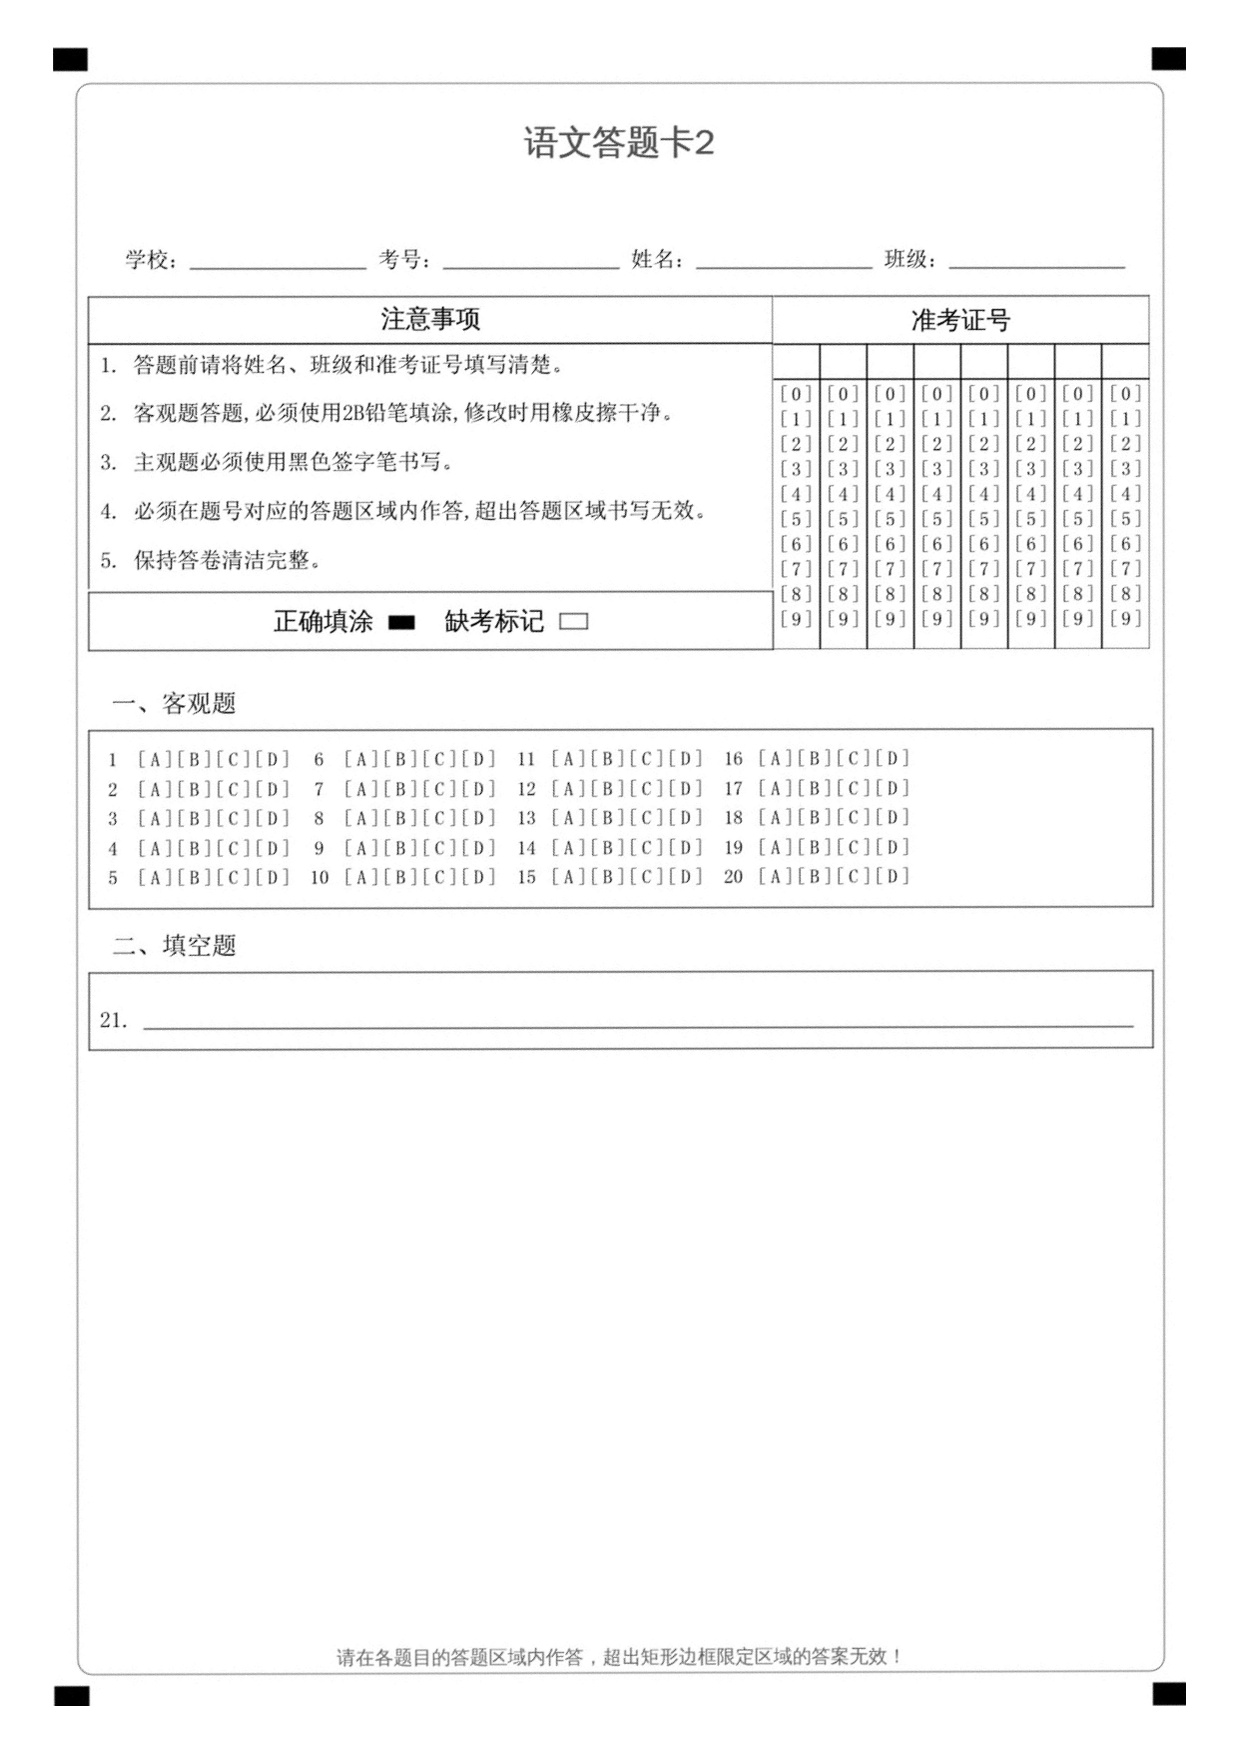 语文答题卡2
学校: 考号: 姓名: 班级:
注意事项
1. 答题前请将姓名、班级和准考证号填写清楚。
2. 客观题答题,必须使用2B铅笔填涂,修改时用橡皮擦干净。
3. 主观题必须使用黑色签字笔书写。
4. 必须在题号对应的答题区域内作答,超出答题区域书写无效。
5. 保持答卷清洁完整。
正确填涂 缺考标记
准考证号
[0] [0] [0] [0] [0] [0] [0] [0]
[1] [1] [1] [1] [1] [1] [1] [1]
[2] [2] [2] [2] [2] [2] [2] [2]
[3] [3] [3] [3] [3] [3] [3] [3]
[4] [4] [4] [4] [4] [4] [4] [4]
[5] [5] [5] [5] [5] [5] [5] [5]
[6] [6] [6] [6] [6] [6] [6] [6]
[7] [7] [7] [7] [7] [7] [7] [7]
[8] [8] [8] [8] [8] [8] [8] [8]
[9] [9] [9] [9] [9] [9] [9] [9]
一、客观题
1 [A][B][C][D] 6 [A][B][C][D] 11 [A][B][C][D] 16 [A][B][C][D]
2 [A][B][C][D] 7 [A][B][C][D] 12 [A][B][C][D] 17 [A][B][C][D]
3 [A][B][C][D] 8 [A][B][C][D] 13 [A][B][C][D] 18 [A][B][C][D]
4 [A][B][C][D] 9 [A][B][C][D] 14 [A][B][C][D] 19 [A][B][C][D]
5 [A][B][C][D] 10 [A][B][C][D] 15 [A][B][C][D] 20 [A][B][C][D]
二、填空题
21.
请在各题目的答题区域内作答，超出矩形边框限定区域的答案无效！